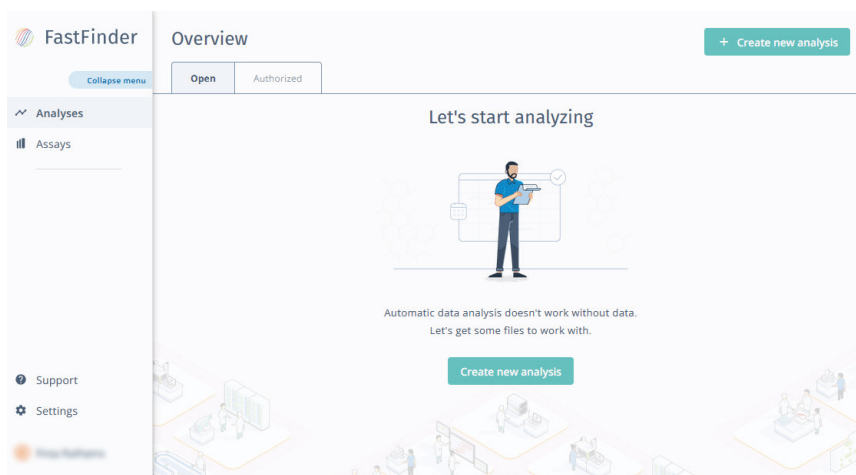 FastFinder
Collapse menu
Analyses
Assays
Support
Settings
Overview
+ Create new analysis
Open
Authorized
Let's start analyzing
Automatic data analysis doesn't work without data.
Let's get some files to work with.
Create new analysis